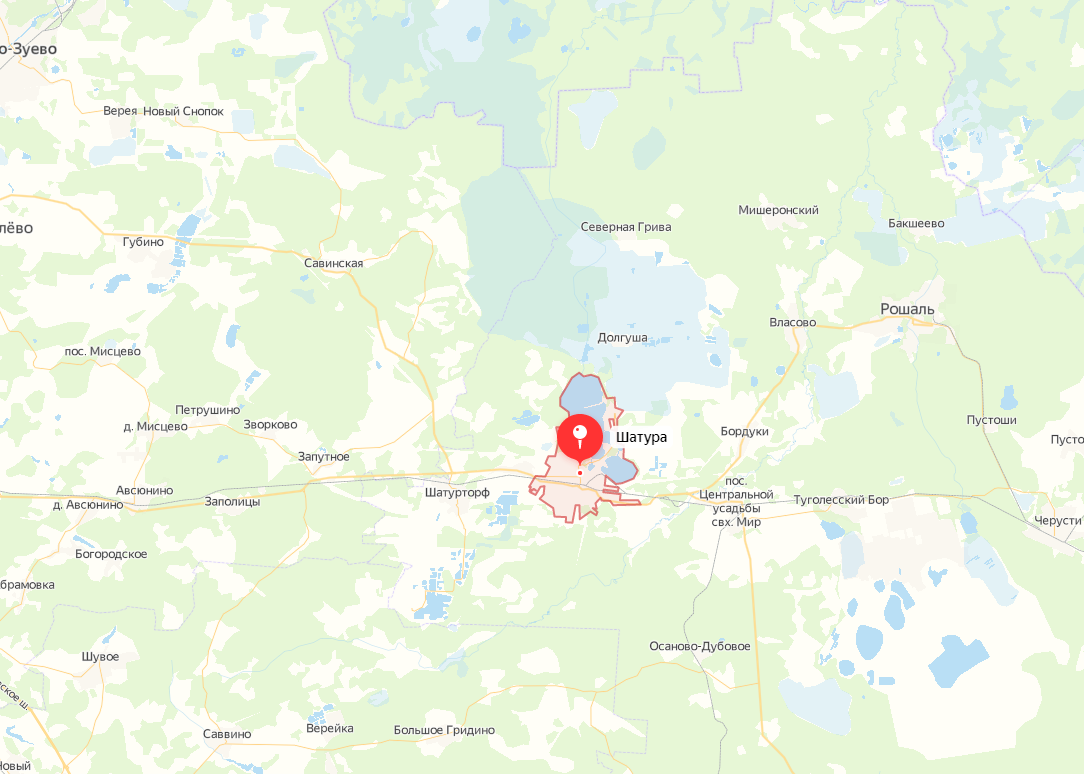 о-Зуево
Верея
Новый Снопок
Мишеронский
Северная Грива
Бакшеево
лёво
Губино
Савинская
Рошаль
Власово
Долгуша
пос. Мисцево
Петрушино
Пустоши
д. Мисцево
Зворково
Бордуки
Шатура
Пусто
Запутное
пос.
Центральной
усадьбы
свх. Мир
Авсюнино
Шатурторф
Заполицы
Туголесский Бор
д. Авсюнино
Черусти
Богородское
брамовка
Осаново-Дубовое
Шувое
ское ш.
Верейка
Большое Гридино
Саввино
Новый